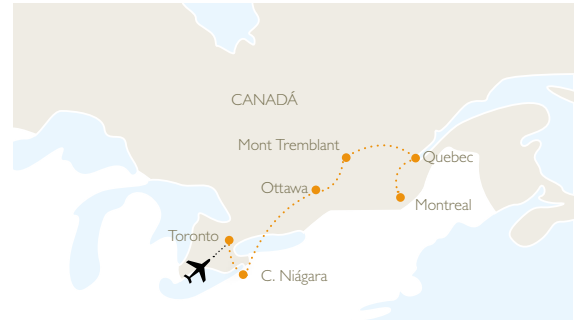 CANADÁ
Mont Tremblant
Quebec
Ottawa
Montreal
Toronto
C. Niágara